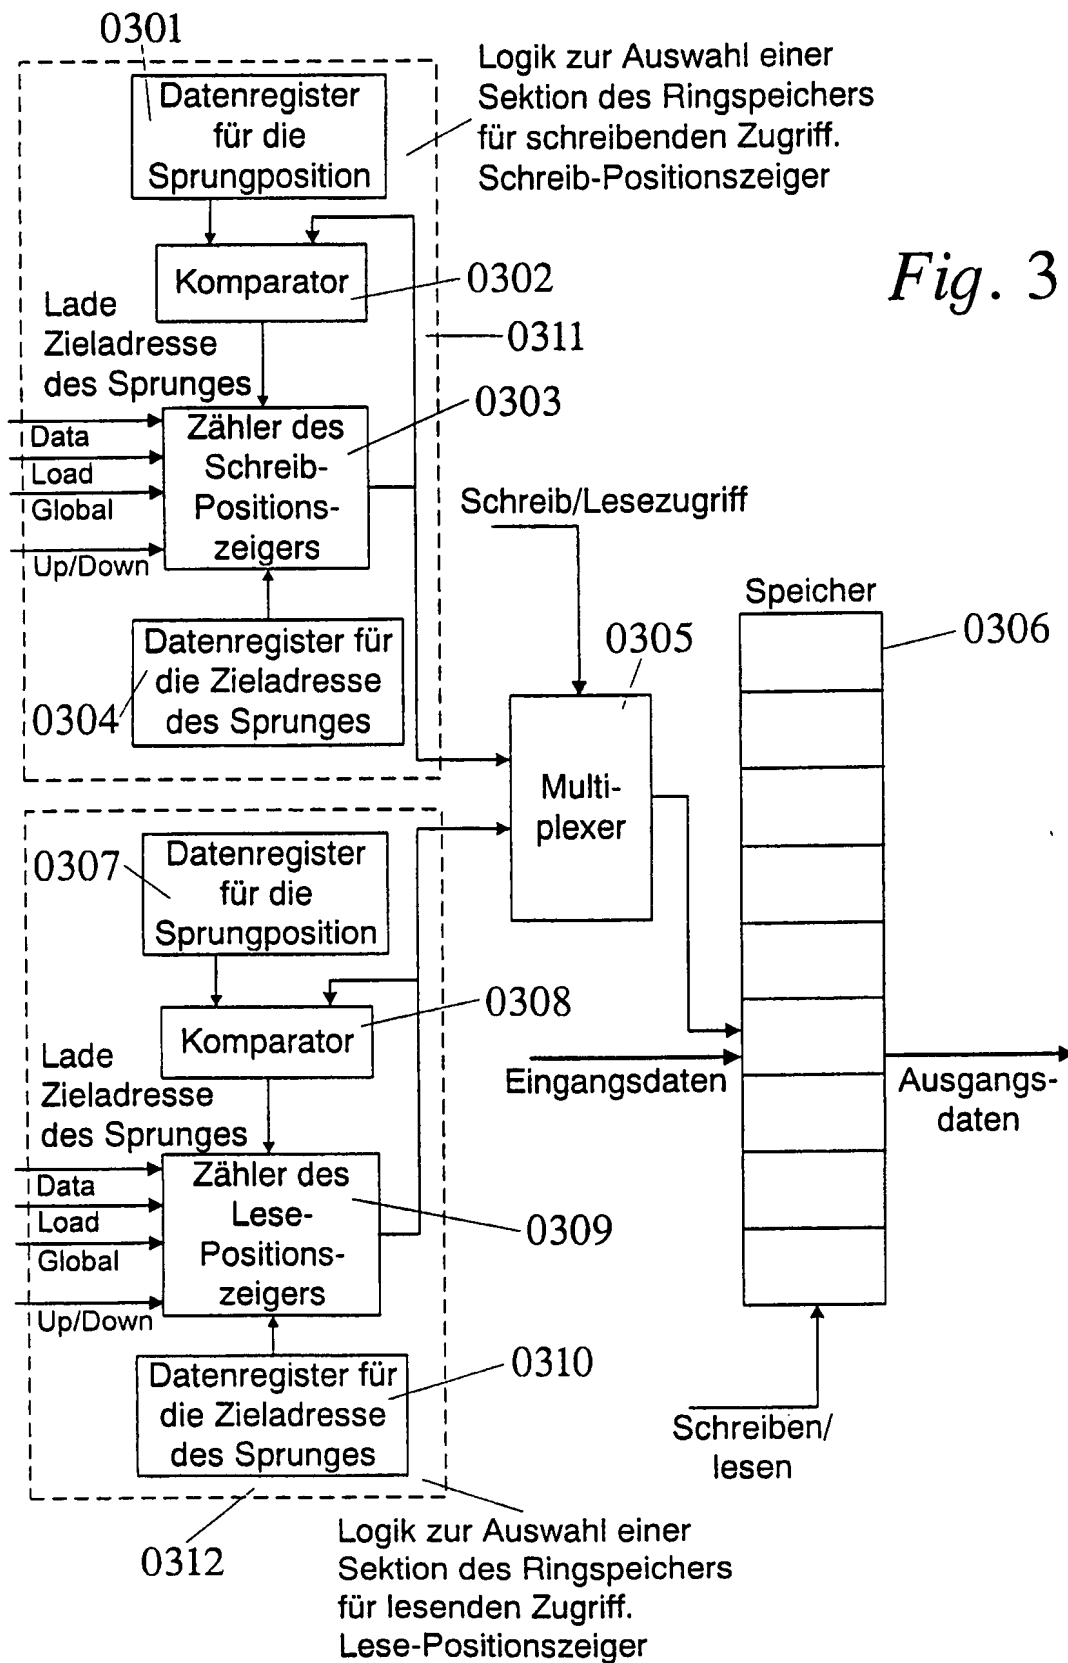 0301
Datenregister
für die
Sprungposition
Logik zur Auswahl einer
Sektion des Ringspeichers
für schreibenden Zugriff.
Schreib-Positionszeiger
Komparator
0302
Fig. 3
0311
Lade
Zieladresse
des Sprunges
0303
Data
Load
Global
Up/Down
Zähler des
Schreib-
Positions-
zeigers
Schreib/Lesezugriff
Datenregister für
die Zieladresse
des Sprunges
0304
0305
Multi-
plexer
Speicher
0306
0307
Datenregister
für die
Sprungposition
Komparator
0308
Lade
Zieladresse
des Sprunges
Eingangsdaten
Ausgangs-
daten
Data
Load
Global
Up/Down
Zähler des
Lese-
Positions-
zeigers
0309
Datenregister für
die Zieladresse
des Sprunges
0310
Schreiben/
lesen
0312
Logik zur Auswahl einer
Sektion des Ringspeichers
für lesenden Zugriff.
Lese-Positionszeiger